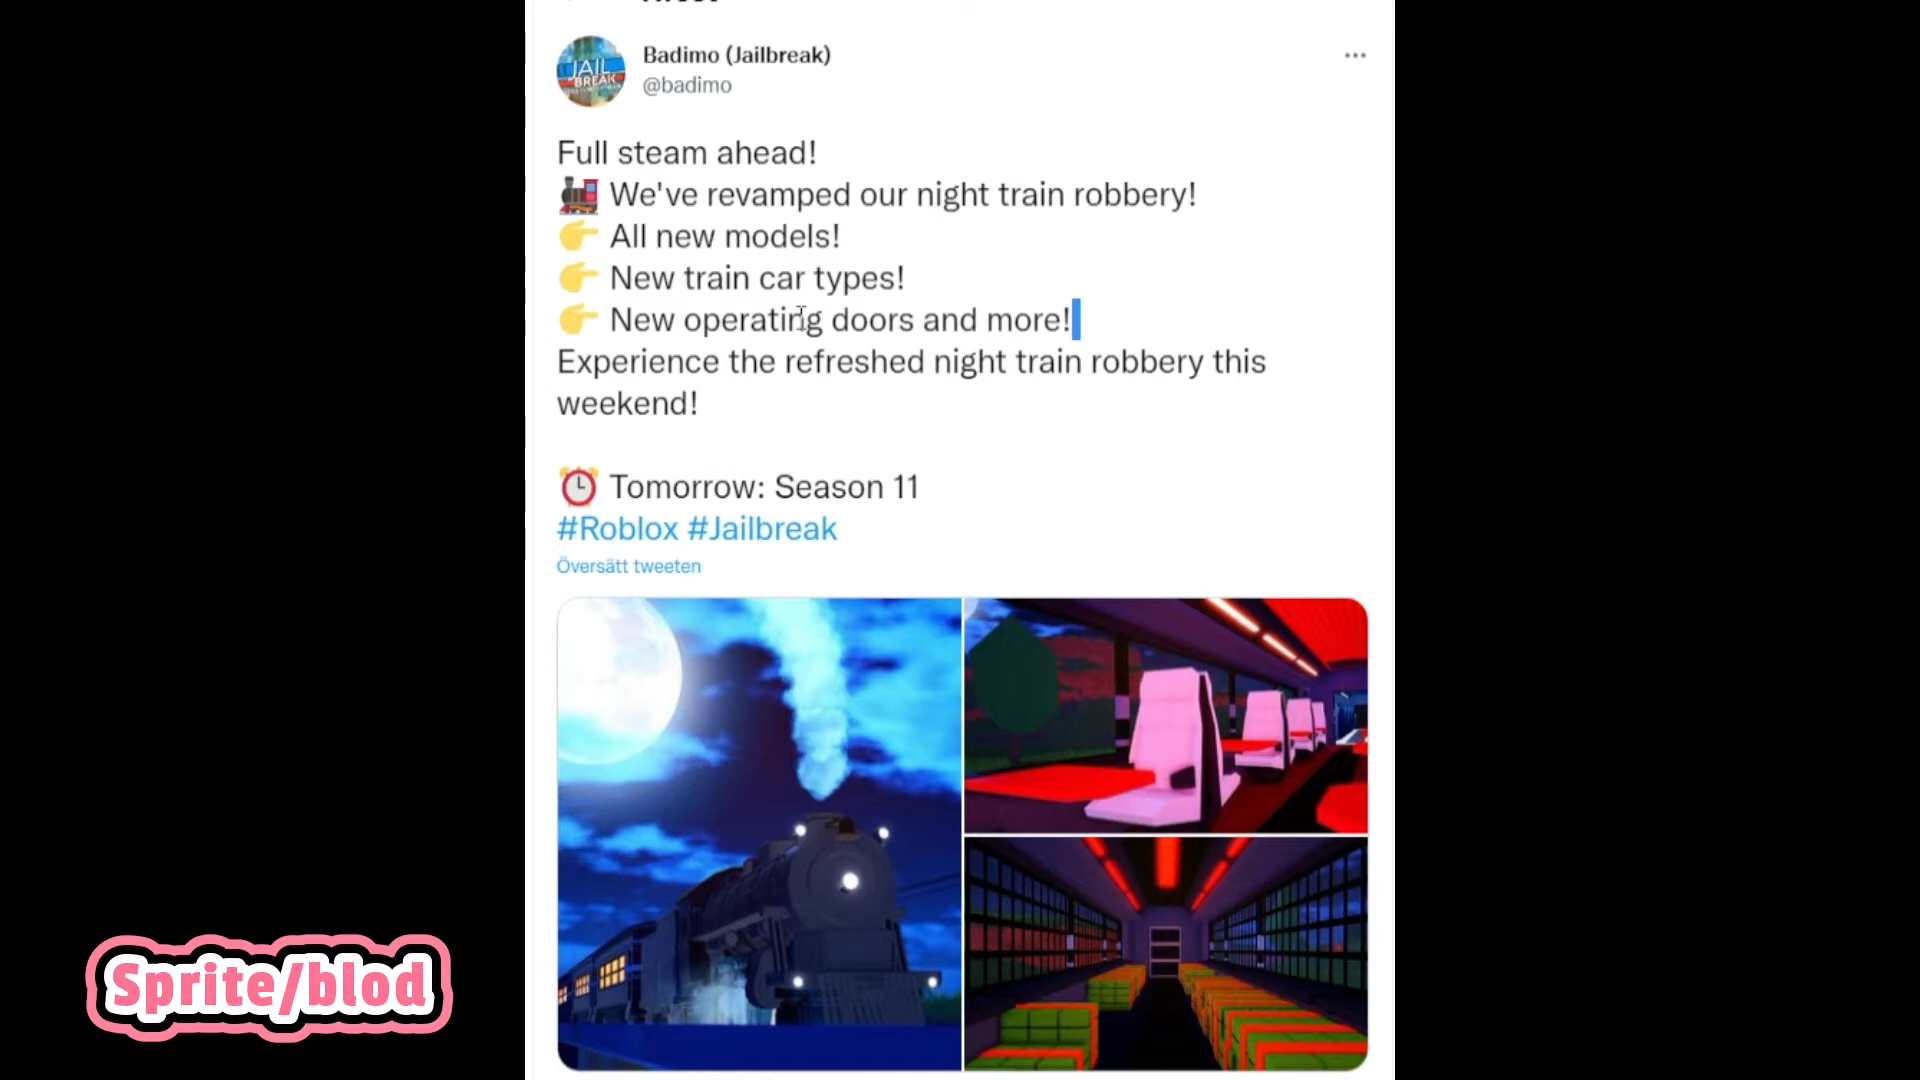 Badimo (Jailbreak)
@badimo
Full steam ahead!
🚂 We've revamped our night train robbery!
👉 All new models!
👉 New train car types!
👉 New operating doors and more!
Experience the refreshed night train robbery this
weekend!
⏰ Tomorrow: Season 11
#Roblox #Jailbreak
Översätt tweeten
JAIL
BREAK
Sprite/blod